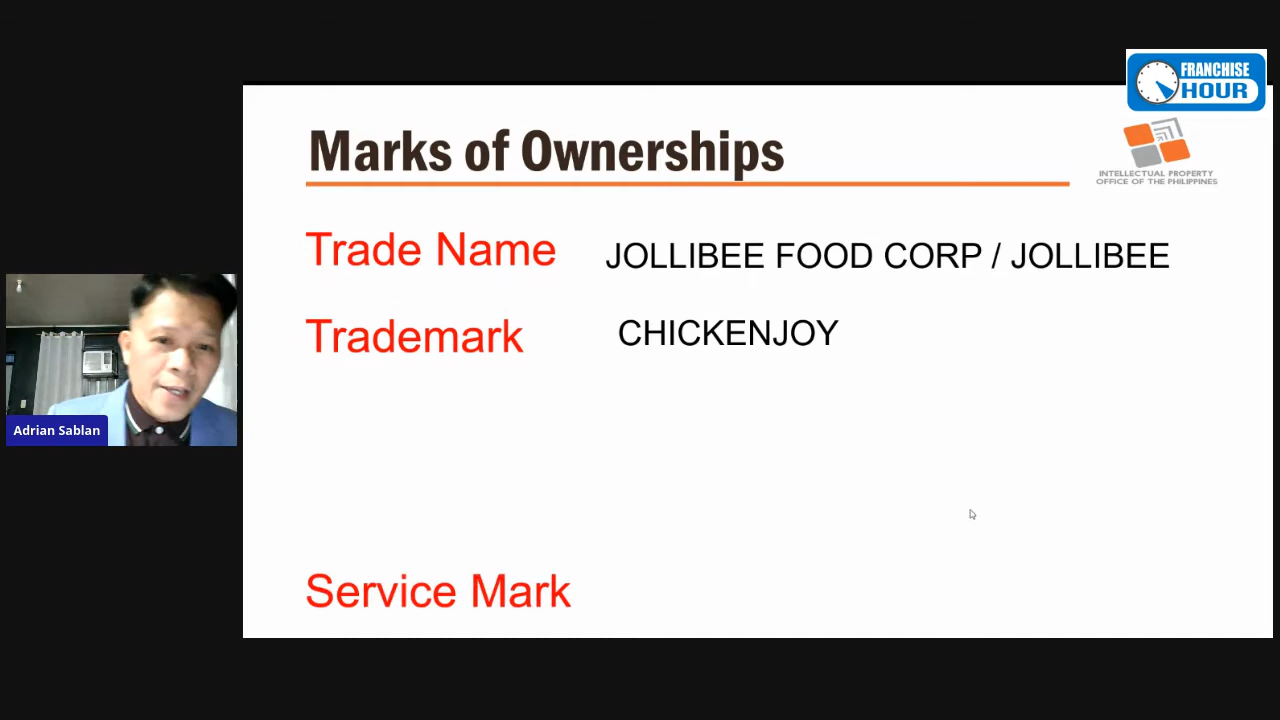 FRANCHISE
HOUR
Marks of Ownerships
INTELLECTUAL PROPERTY
OFFICE OF THE PHILIPPINES
Trade Name JOLLIBEE FOOD CORP / JOLLIBEE
Trademark CHICKENJOY
Adrian Sablan
Service Mark